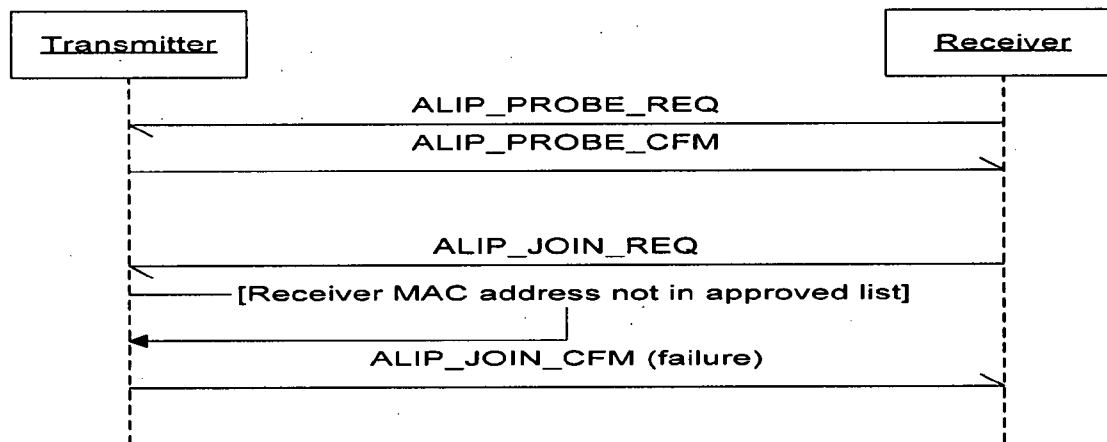 Transmitter
Receiver
ALIP_PROBE_REQ
ALIP_PROBE_CFM
ALIP_JOIN_REQ
[Receiver MAC address not in approved list]
ALIP_JOIN_CFM (failure)